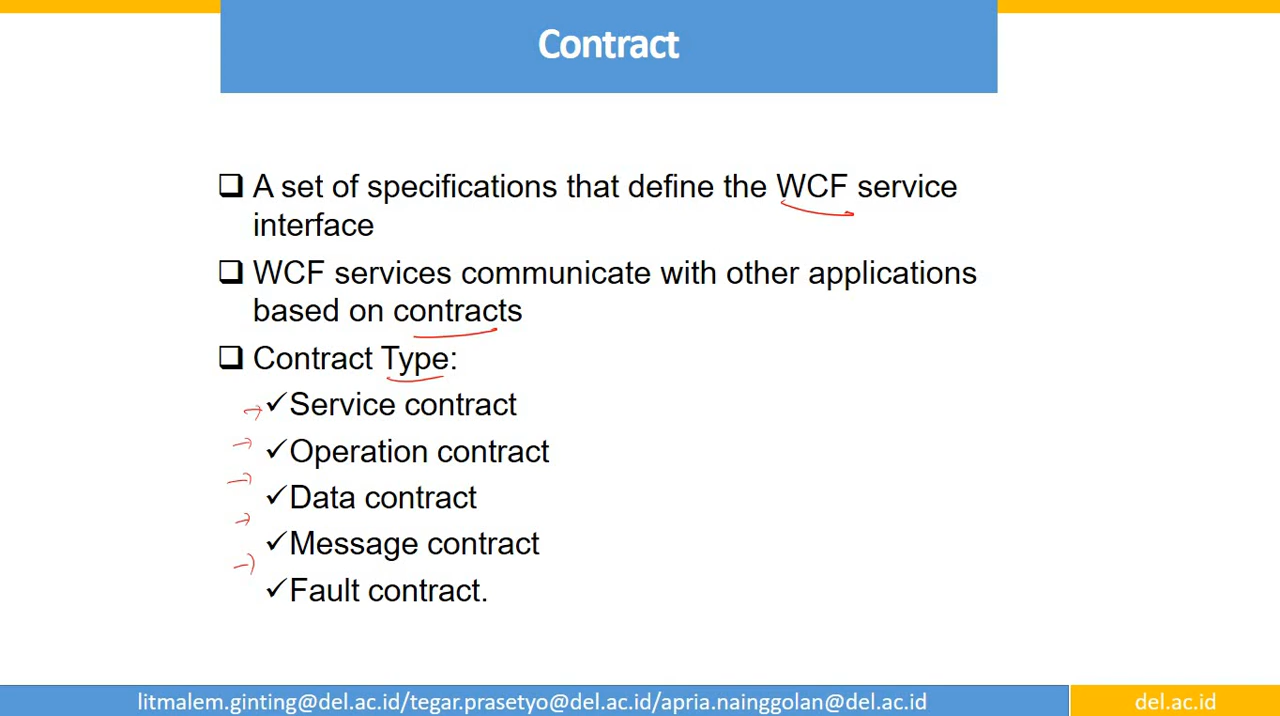 Contract
A set of specifications that define the WCF service
interface
WCF services communicate with other applications
based on contracts
Contract Type:
Service contract
Operation contract
Data contract
Message contract
Fault contract.
litmalem.ginting@del.ac.id/tegar.prasetyo@del.ac.id/apria.nainggolan@del.ac.id
del.ac.id